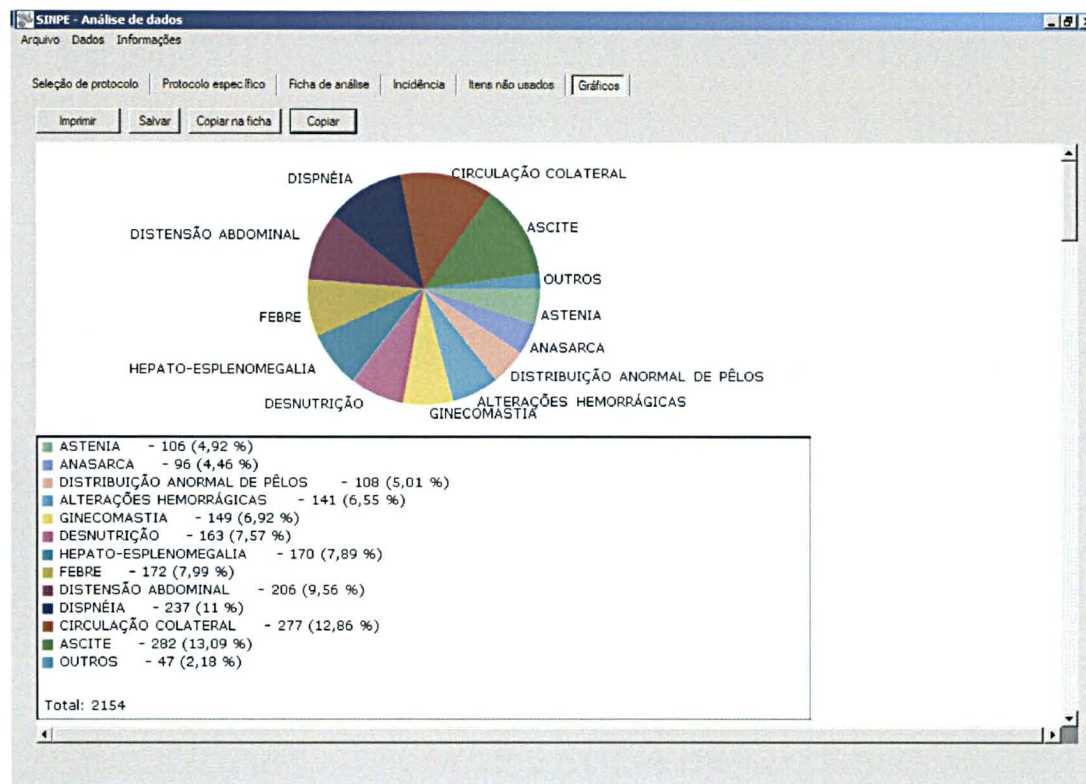 SINPE - Análise de dados
Arquivo Dados Informações
Seleção de protocolo Protocolo específico Ficha de análise Incidência Itens não usados Gráficos
Imprimir Salvar Copiar na ficha Copiar
DISPNÉIA
CIRCULAÇÃO COLATERAL
DISTENSÃO ABDOMINAL
ASCITE
OUTROS
FEBRE
ASTENIA
ANASARCA
HEPATO-ESPLENOMEGALIA
DISTRIBUIÇÃO ANORMAL DE PÊLOS
DESNUTRIÇÃO
ALTERAÇÕES HEMORRÁGICAS
GINECOMASTIA
ASTENIA - 106 (4,92 %)
ANASARCA - 96 (4,46 %)
DISTRIBUIÇÃO ANORMAL DE PÊLOS - 108 (5,01 %)
ALTERAÇÕES HEMORRÁGICAS - 141 (6,55 %)
GINECOMASTIA - 149 (6,92 %)
DESNUTRIÇÃO - 163 (7,57 %)
HEPATO-ESPLENOMEGALIA - 170 (7,89 %)
FEBRE - 172 (7,99 %)
DISTENSÃO ABDOMINAL - 206 (9,56 %)
DISPNÉIA - 237 (11 %)
CIRCULAÇÃO COLATERAL - 277 (12,86 %)
ASCITE - 282 (13,09 %)
OUTROS - 47 (2,18 %)
Total: 2154